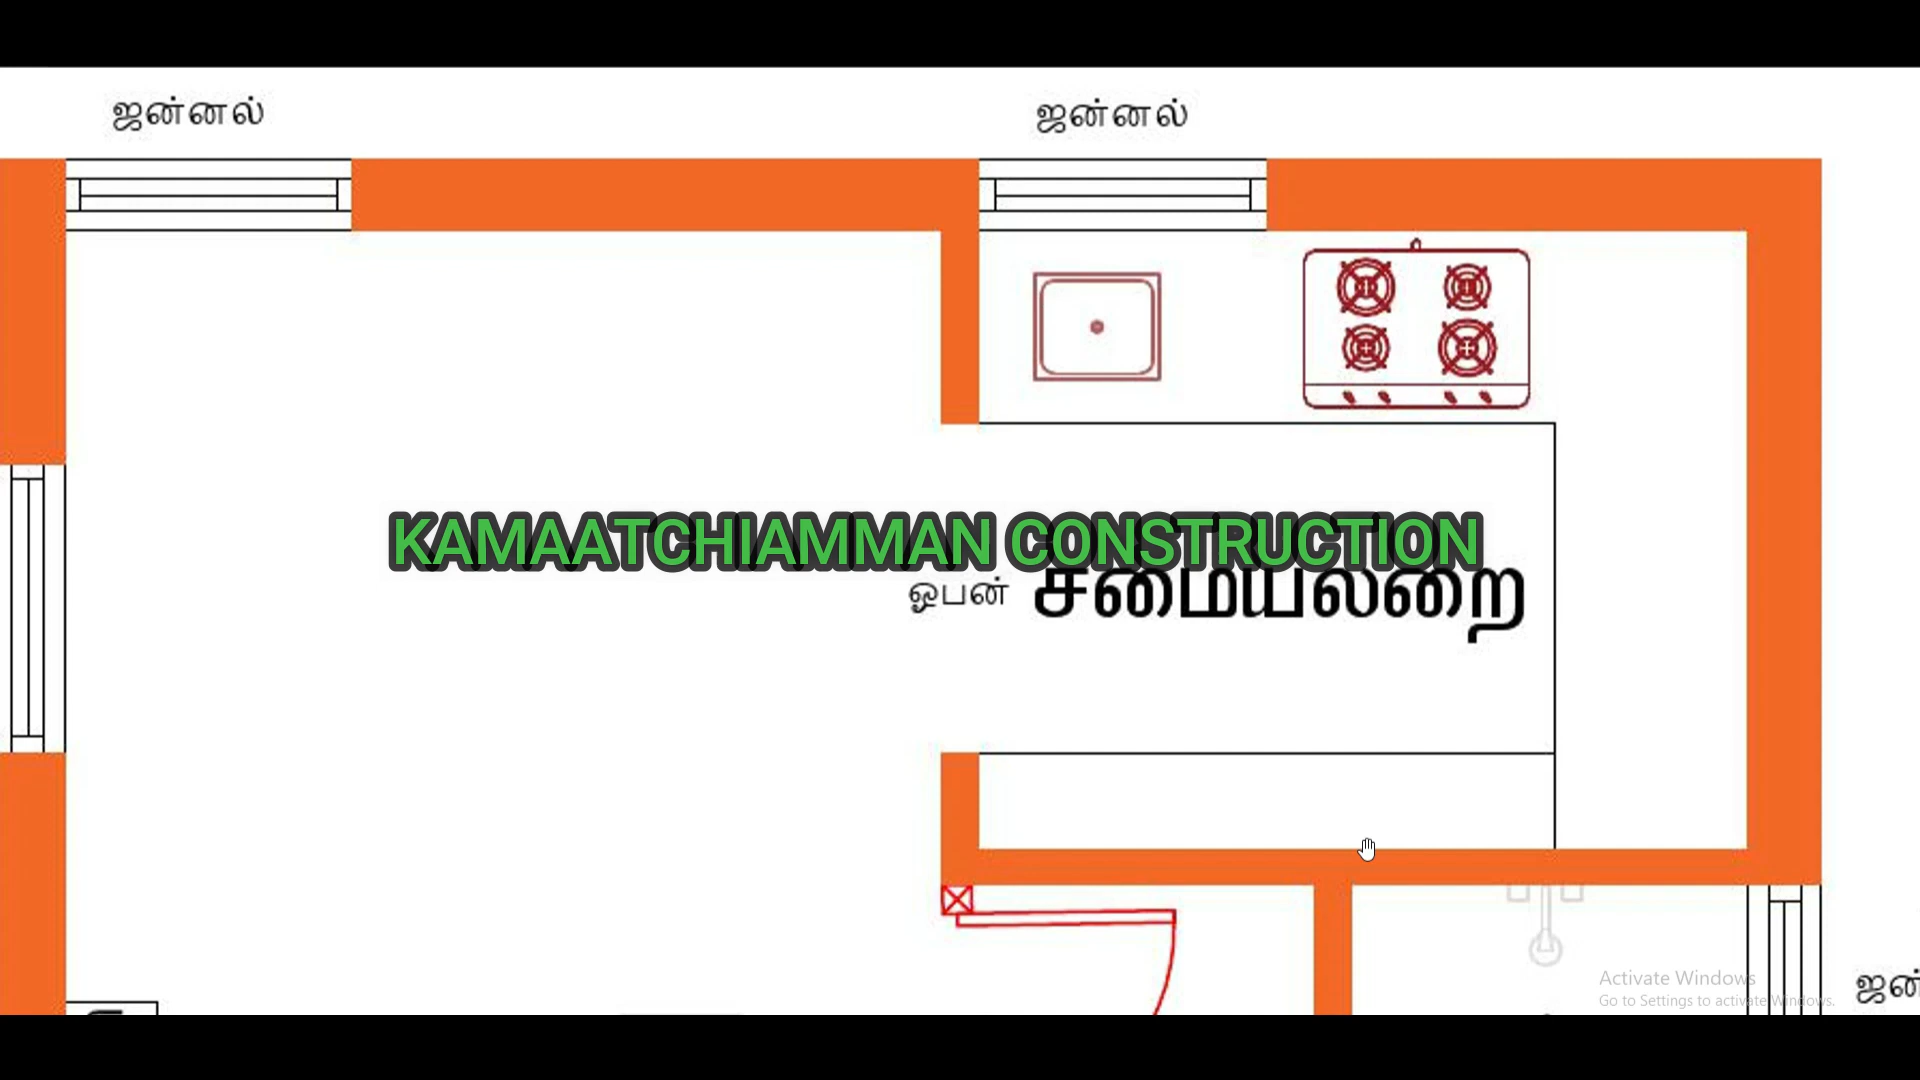 ஜன்னல்
ஜன்னல்
KAMAATCHIAMMAN CONSTRUCTION
ஓபன் சமையலறை
Activate Windows
Go to Settings to activate Windows.